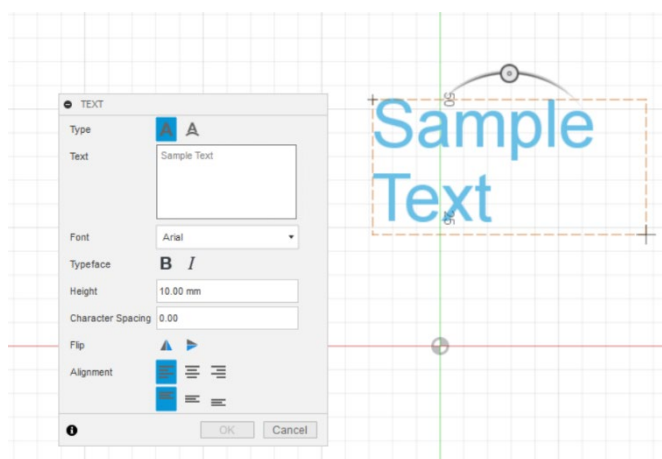 TEXT
Type
A A
Text
Sample Text
Font
Arial
Typeface
B I
Height
10.00 mm
Character Spacing
0.00
Flip
Alignment
OK
Cancel
50
Sample
Text
25